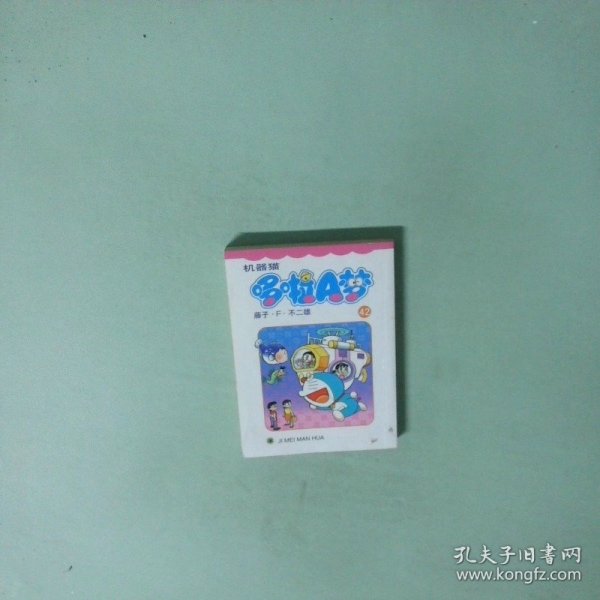 机器猫
哆啦A梦
藤子·F·不二雄
42
JI MEI MAN HUA
孔夫子旧书网
www.kongfz.com